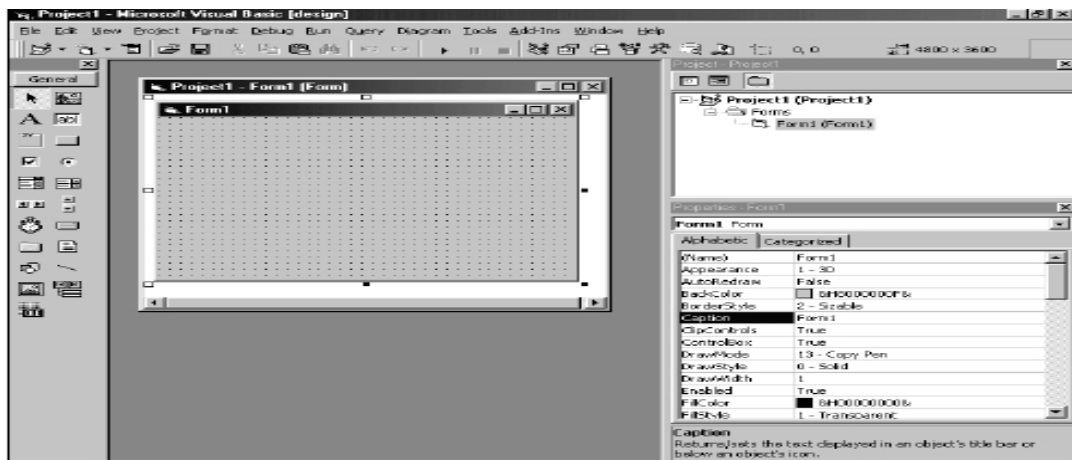 Project1 - Microsoft Visual Basic [design]
File Edit View Project Format Debug Run Query Diagram Tools Add-Ins Window Help
0, 0 4800 x 3600
General
A abl
Project1 - Form1 (Form)
Form1
Project - Project1
Project1 (Project1)
Forms
Form1 (Form1)
Properties - Form1
Form1 Form
Alphabetic Categorized
(Name) Form1
Appearance 1 - 3D
AutoRedraw False
BackColor &H8000000F&
BorderStyle 2 - Sizable
Caption Form1
ClipControls True
ControlBox True
DrawMode 13 - Copy Pen
DrawStyle 0 - Solid
DrawWidth 1
Enabled True
FillColor &H00000000&
FillStyle 1 - Transparent
Caption
Returns/sets the text displayed in an object's title bar or
below an object's icon.